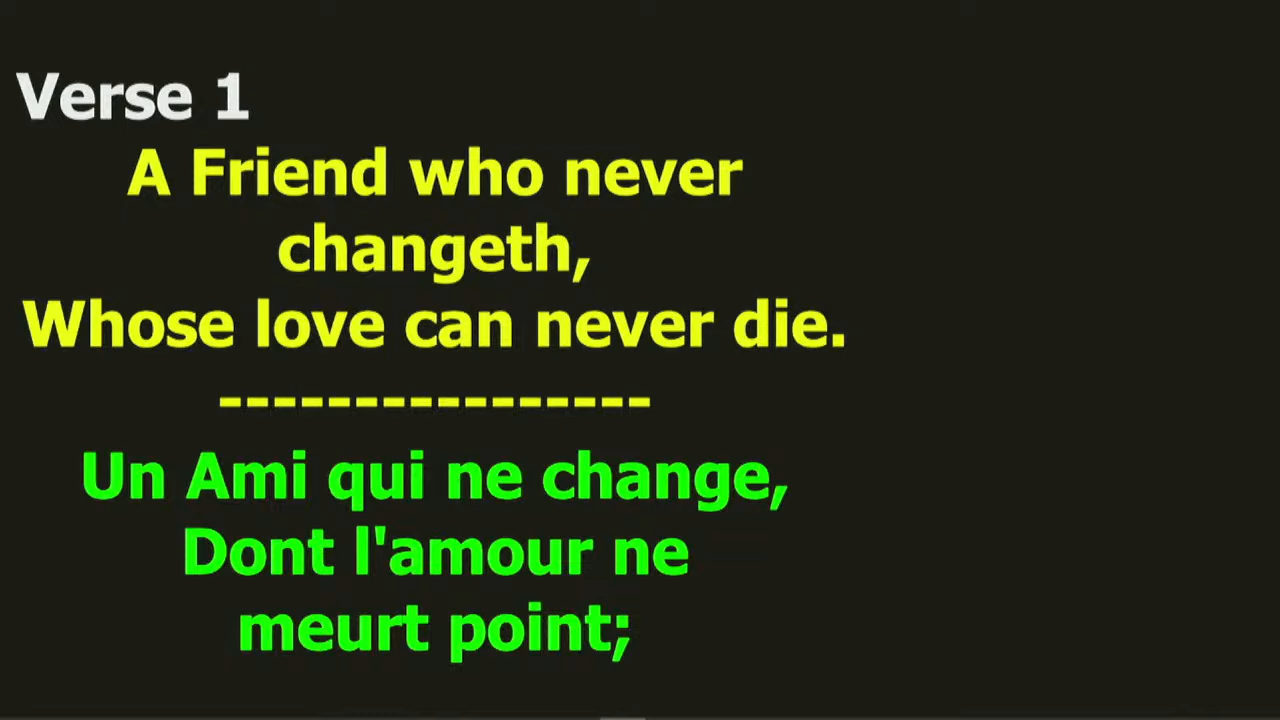 Verse 1
A Friend who never
changeth,
Whose love can never die.
-----------------
Un Ami qui ne change,
Dont l'amour ne
meurt point;